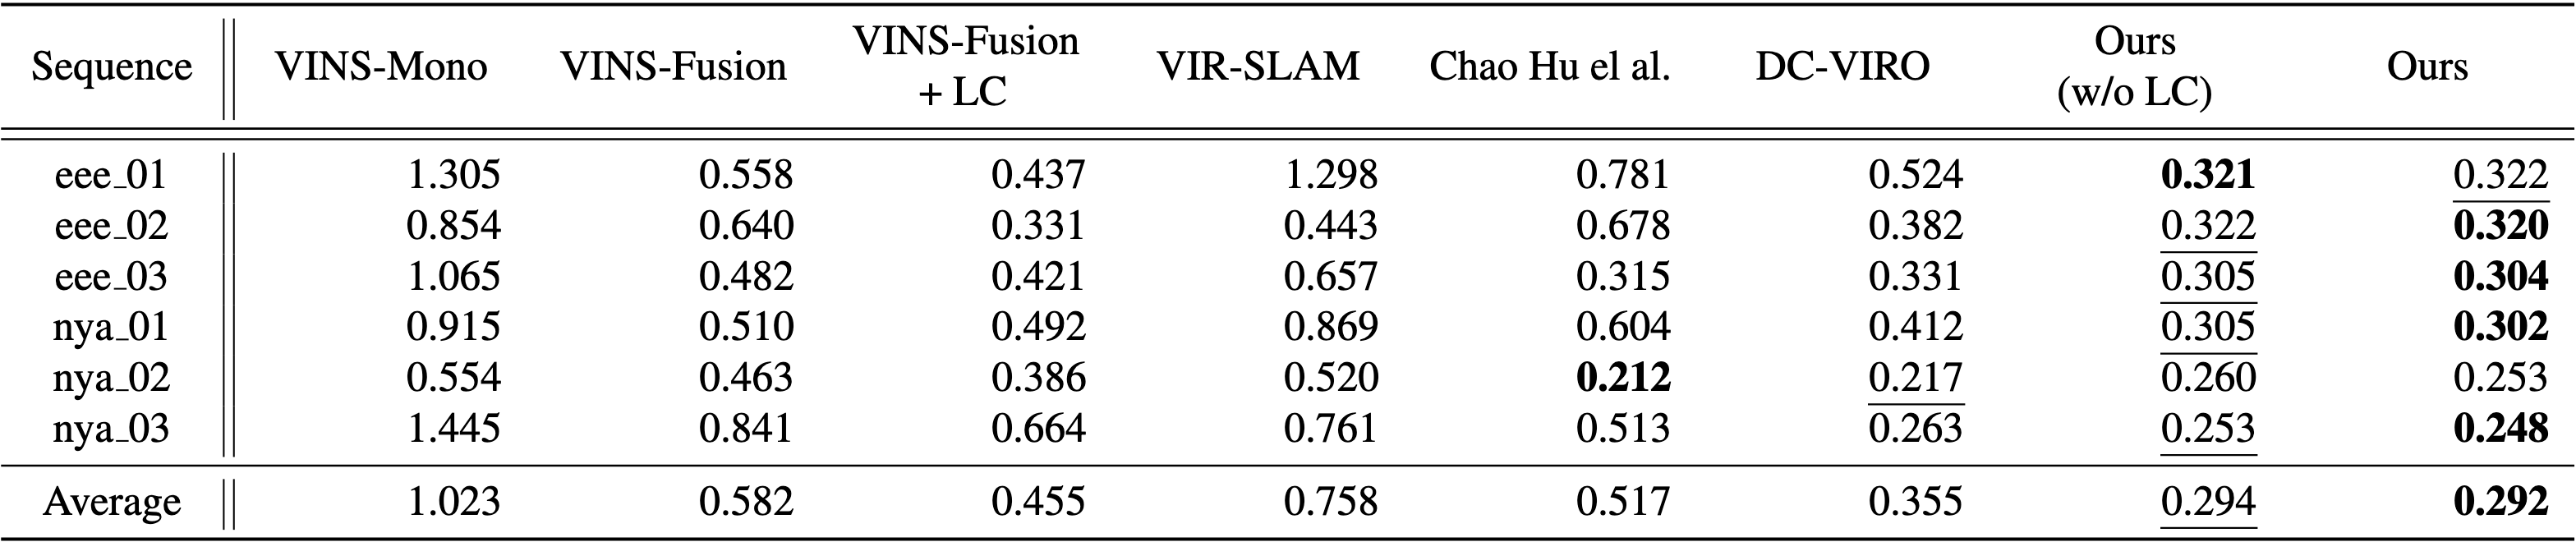 Sequence VINS-Mono VINS-Fusion VINS-Fusion + LC VIR-SLAM Chao Hu el al. DC-VIRO Ours (w/o LC) Ours
eee_01 1.305 0.558 0.437 1.298 0.781 0.524 0.321 0.322
eee_02 0.854 0.640 0.331 0.443 0.678 0.382 0.322 0.320
eee_03 1.065 0.482 0.421 0.657 0.315 0.331 0.305 0.304
nya_01 0.915 0.510 0.492 0.869 0.604 0.412 0.305 0.302
nya_02 0.554 0.463 0.386 0.520 0.212 0.217 0.260 0.253
nya_03 1.445 0.841 0.664 0.761 0.513 0.263 0.253 0.248
Average 1.023 0.582 0.455 0.758 0.517 0.355 0.294 0.292